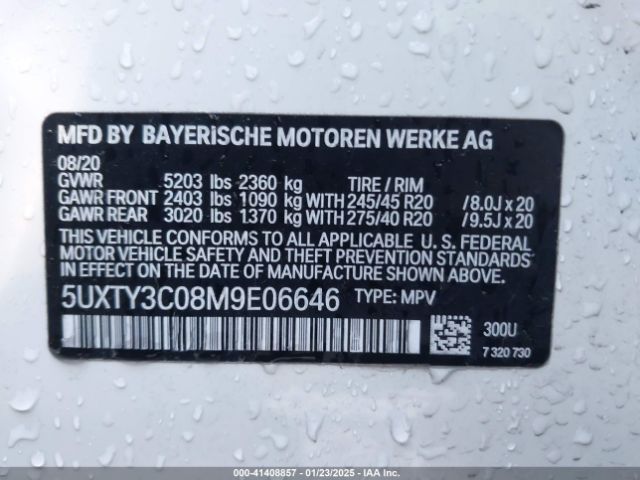 MFD BY BAYERISCHE MOTOREN WERKE AG
08/20
GVWR 5203 lbs 2360 kg TIRE / RIM
GAWR FRONT 2403 lbs 1090 kg WITH 245/45 R20 /8.0J x 20
GAWR REAR 3020 lbs 1370 kg WITH 275/40 R20 /9.5J x 20
THIS VEHICLE CONFORMS TO ALL APPLICABLE U. S. FEDERAL
MOTOR VEHICLE SAFETY AND THEFT PREVENTION
STANDARDS IN EFFECT ON THE DATE OF MANUFACTURE SHOWN ABOVE.
5UXTY3C08M9E06646 TYPE: MPV
300U
7 320 730
000-41408857 - 01/23/2025 - IAA Inc.